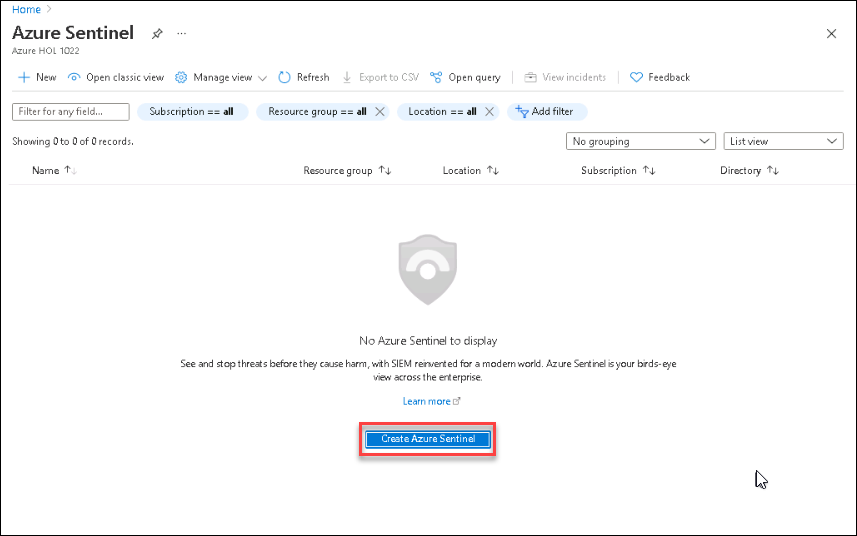 Home
Azure Sentinel
Azure HOL 1022
New Open classic view Manage view Refresh Export to CSV Open query View incidents Feedback
Filter for any field... Subscription == all Resource group == all Location == all Add filter
Showing 0 to 0 of 0 records. No grouping List view
Name Resource group Location Subscription Directory
No Azure Sentinel to display
See and stop threats before they cause harm, with SIEM reinvented for a modern world. Azure Sentinel is your birds-eye
view across the enterprise.
Learn more
Create Azure Sentinel